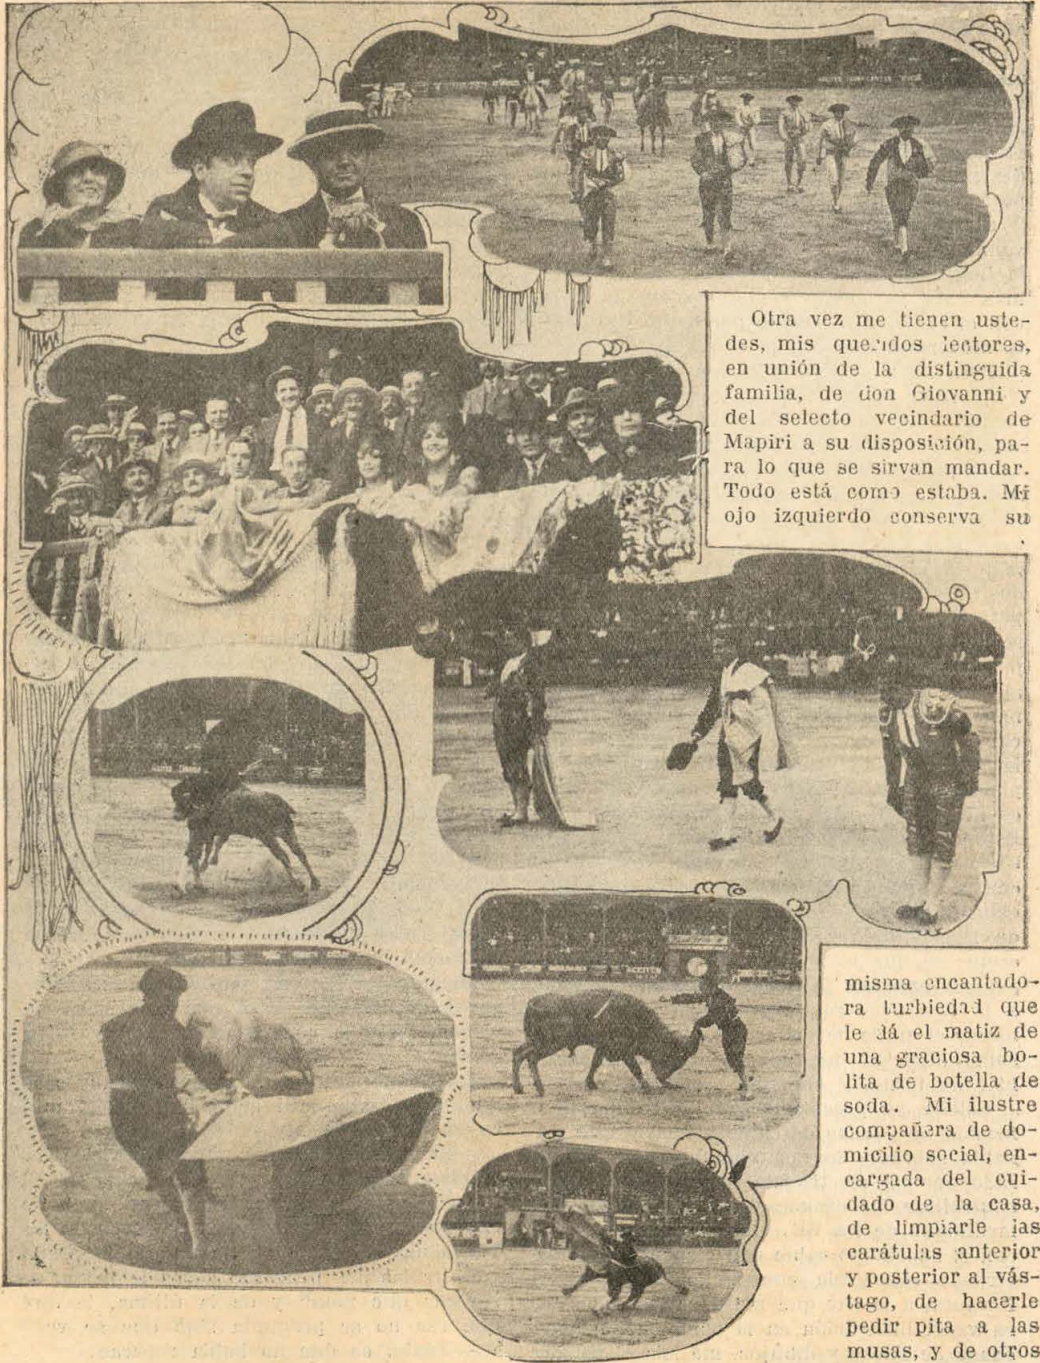 Otra vez me tienen uste-
des, mis queridos lectores,
en unión de la distinguida
familia, de don Giovanni y
del selecto vecindario de
Mapiri a su disposición, pa-
ra lo que se sirvan mandar.
Todo está como estaba. Mi
ojo izquierdo conserva su
misma encantado-
ra turbiedad que
le dá el matiz de
una graciosa bo-
lita de botella de
soda. Mi ilustre
compañera de do-
micilio social, en-
cargada del cui-
dado de la casa,
de limpiarle las
carátulas anterior
y posterior al vás-
tago, de hacerle
pedir pita a las
musas, y de otros